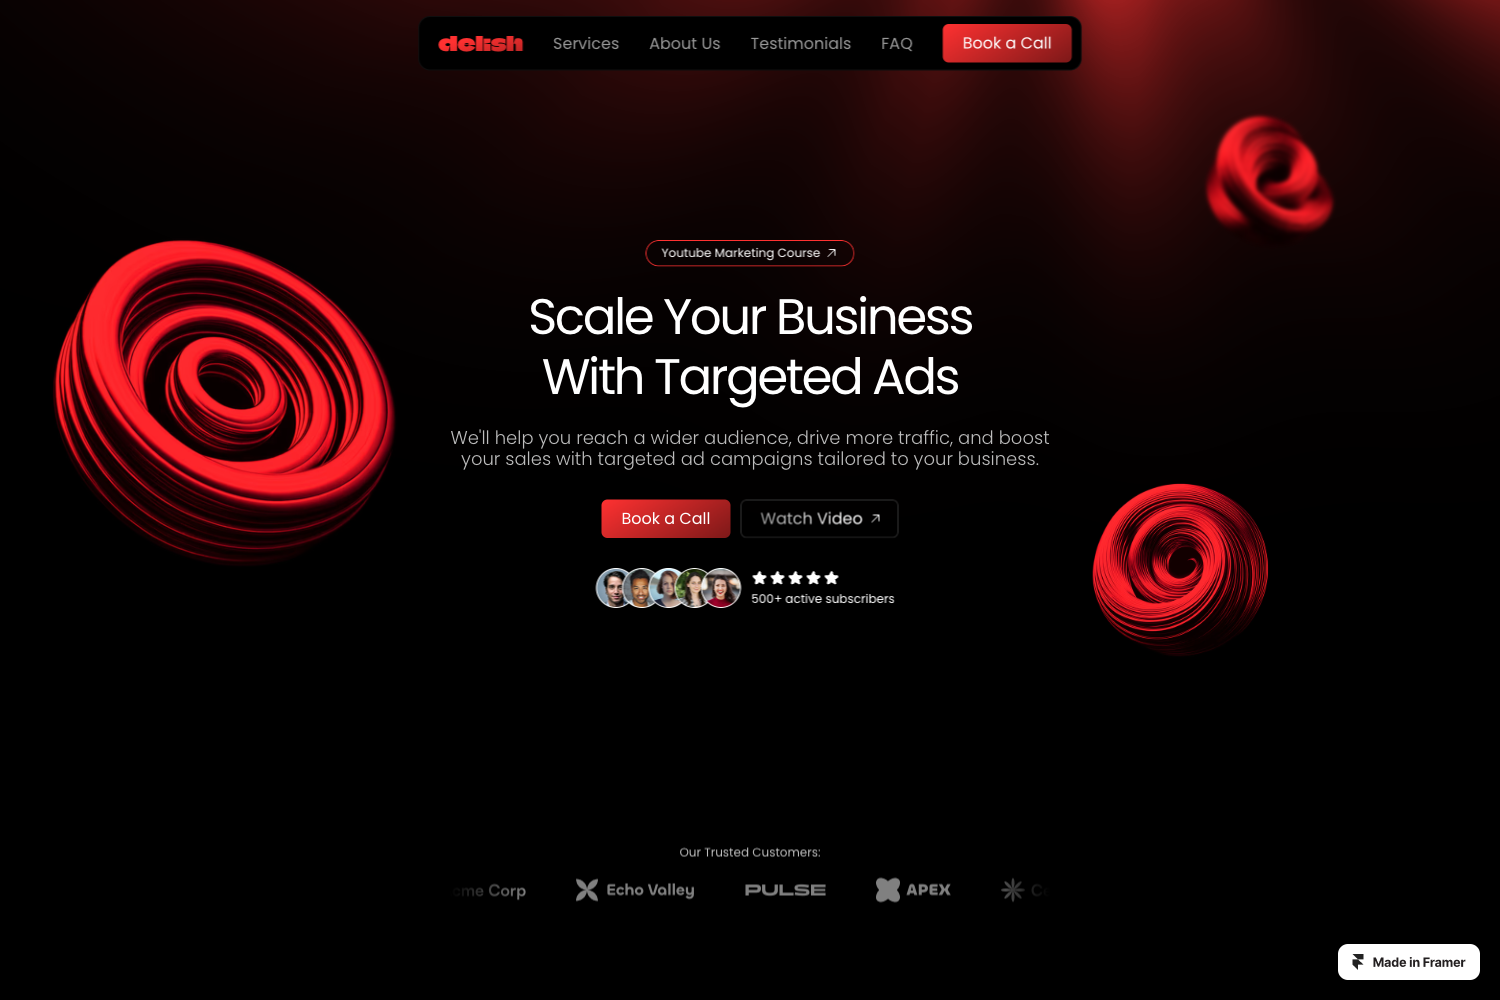 delish
Services
About Us
Testimonials
FAQ
Book a Call
Youtube Marketing Course
Scale Your Business
With Targeted Ads
We'll help you reach a wider audience, drive more traffic, and boost
your sales with targeted ad campaigns tailored to your business.
Book a Call
Watch Video
500+ active subscribers
Our Trusted Customers:
Corp
Echo Valley
PULSE
APEX
Made in Framer